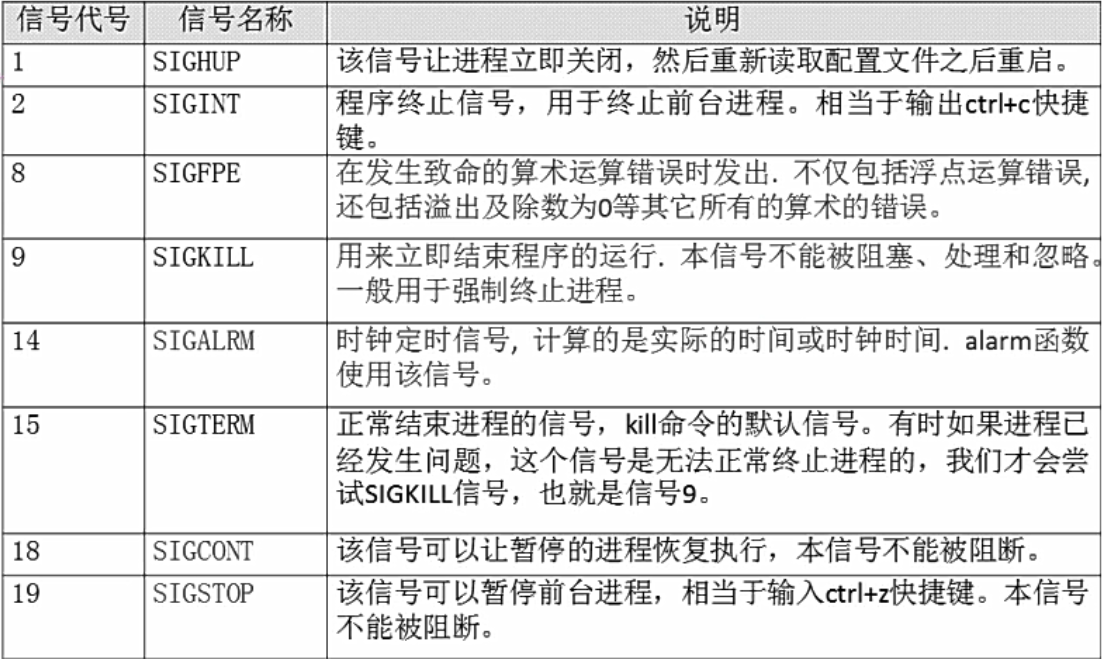 信号代号 信号名称 说明
1 SIGHUP 该信号让进程立即关闭，然后重新读取配置文件之后重启。
2 SIGINT 程序终止信号，用于终止前台进程。相当于输出ctrl+c快捷
键。
8 SIGFPE 在发生致命的算术运算错误时发出. 不仅包括浮点运算错误,
还包括溢出及除数为0等其它所有的算术的错误。
9 SIGKILL 用来立即结束程序的运行. 本信号不能被阻塞、处理和忽略。
一般用于强制终止进程。
14 SIGALRM 时钟定时信号, 计算的是实际的时间或时钟时间. alarm函数
使用该信号。
15 SIGTERM 正常结束进程的信号，kill命令的默认信号。有时如果进程已
经发生问题，这个信号是无法正常终止进程的，我们才会尝
试SIGKILL信号，也就是信号9。
18 SIGCONT 该信号可以让暂停的进程恢复执行，本信号不能被阻断。
19 SIGSTOP 该信号可以暂停前台进程，相当于输入ctrl+z快捷键。本信号
不能被阻断。